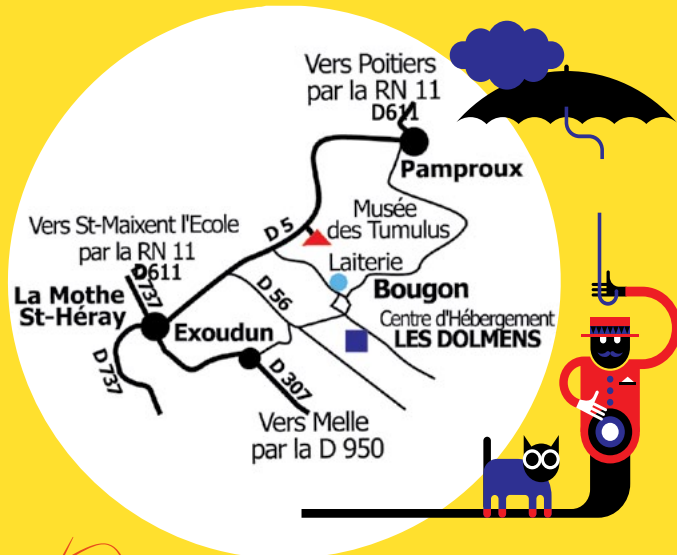 Vers Poitiers
par la RN 11
D611
Pamproux
Musée
des Tumulus
D 5
Vers St-Maixent l'Ecole
par la RN 11
D611
D737
Laiterie
Bougon
D 56
La Mothe
St-Héray
Exoudun
Centre d'Hébergement
LES DOLMENS
D 737
D 307
Vers Melle
par la D 950